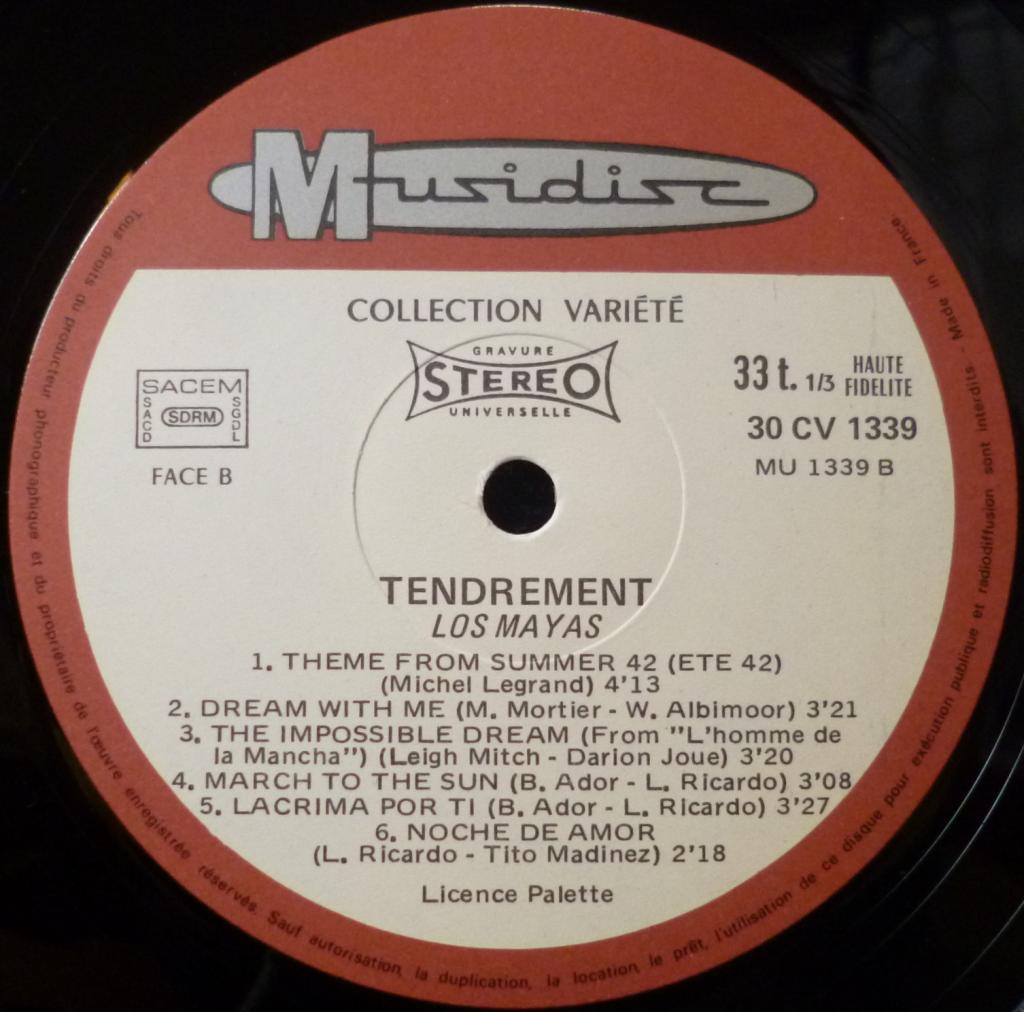 Musidisc
COLLECTION VARIÉTÉ
GRAVURE
STEREO
UNIVERSELLE
SACEM
SACD
SDRM
SGDL
FACE B
33 t. 1/3 HAUTE FIDELITE
30 CV 1339
MU 1339 B
TENDREMENT
LOS MAYAS
1. THEME FROM SUMMER 42 (ETE 42)
(Michel Legrand) 4'13
2. DREAM WITH ME (M. Mortier - W. Albimoor) 3'21
3. THE IMPOSSIBLE DREAM (From "L'homme de
la Mancha") (Leigh Mitch - Darion Joue) 3'20
4. MARCH TO THE SUN (B. Ador - L. Ricardo) 3'08
5. LACRIMA POR TI (B. Ador - L. Ricardo) 3'27
6. NOCHE DE AMOR
(L. Ricardo - Tito Madinez) 2'18
Licence Palette
Tous droits du producteur phonographique et du propriétaire de l'œuvre enregistrée réservés. Sauf autorisation, la duplication, la location, le prêt, l'utilisation de ce disque pour exécution publique et radiodiffusion sont interdits - Made in France.